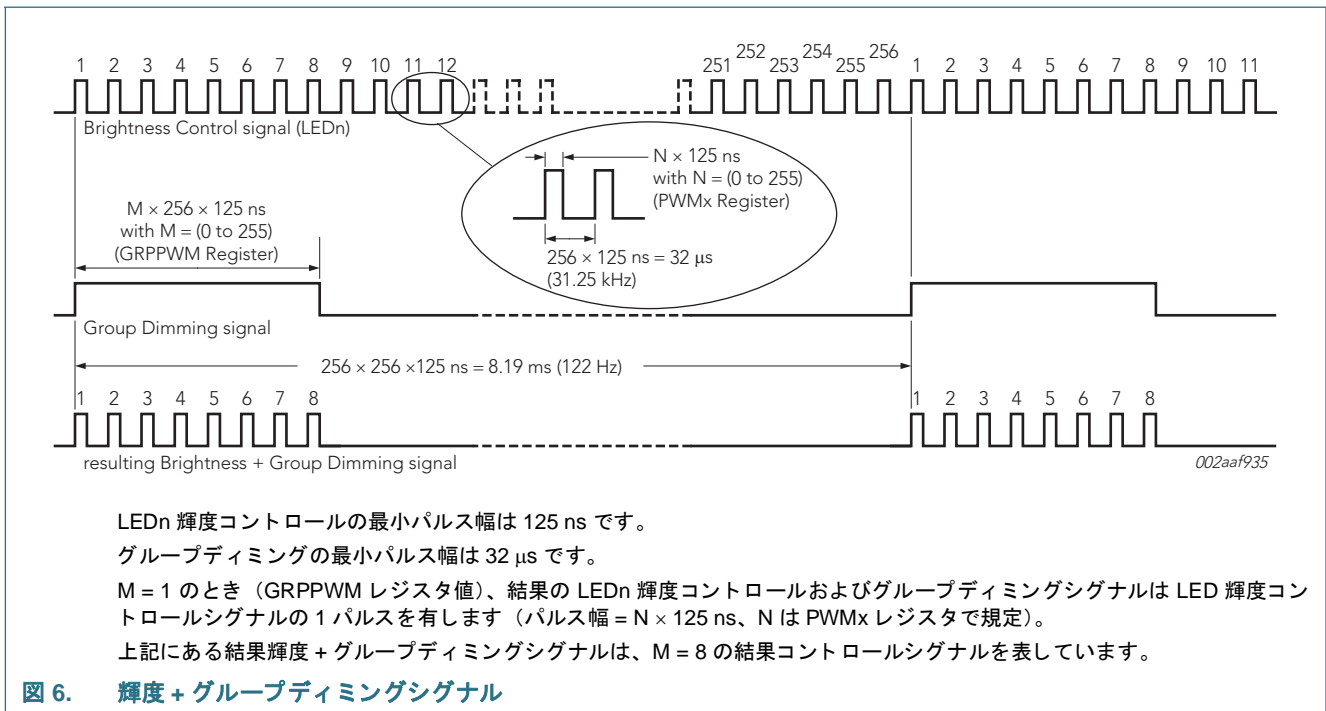 1 2 3 4 5 6 7 8 9 10 11 12 251 252 253 254 255 256 1 2 3 4 5 6 7 8 9 10 11
Brightness Control signal (LEDn)
N × 125 ns
with N = (0 to 255)
(PWMx Register)
256 × 125 ns = 32 μs
(31.25 kHz)
M × 256 × 125 ns
with M = (0 to 255)
(GRPPWM Register)
Group Dimming signal
256 × 256 ×125 ns = 8.19 ms (122 Hz)
1 2 3 4 5 6 7 8 1 2 3 4 5 6 7 8
resulting Brightness + Group Dimming signal
002aaf935
LEDn 輝度コントロールの最小パルス幅は 125 ns です。
グループディミングの最小パルス幅は 32 μs です。
M = 1 のとき（GRPPWM レジスタ値）、結果の LEDn 輝度コントロールおよびグループディミングシグナルは LED 輝度コン
トロールシグナルの 1 パルスを有します（パルス幅 = N × 125 ns、N は PWMx レジスタで規定）。
上記にある結果輝度 + グループディミングシグナルは、M = 8 の結果コントロールシグナルを表しています。
図 6. 輝度 + グループディミングシグナル